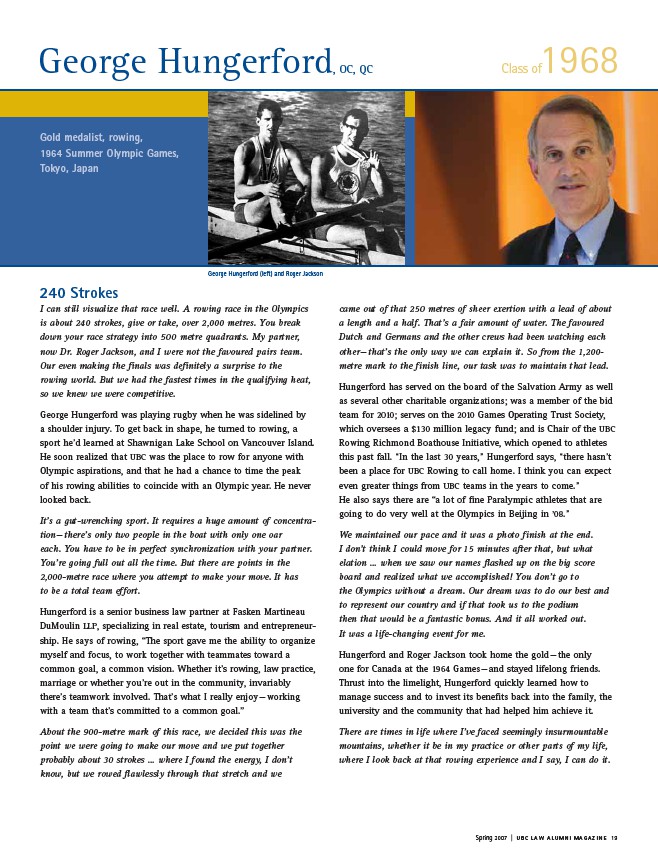 George Hungerford, OC, QC
Class of 1968
Gold medalist, rowing,
1964 Summer Olympic Games,
Tokyo, Japan
George Hungerford (left) and Roger Jackson
240 Strokes
I can still visualize that race well. A rowing race in the Olympics
is about 240 strokes, give or take, over 2,000 metres. You break
down your race strategy into 500 metre quadrants. My partner,
now Dr. Roger Jackson, and I were not the favoured pairs team.
Our even making the finals was definitely a surprise to the
rowing world. But we had the fastest times in the qualifying heat,
so we knew we were competitive.
George Hungerford was playing rugby when he was sidelined by
a shoulder injury. To get back in shape, he turned to rowing, a
sport he'd learned at Shawnigan Lake School on Vancouver Island.
He soon realized that UBC was the place to row for anyone with
Olympic aspirations, and that he had a chance to time the peak
of his rowing abilities to coincide with an Olympic year. He never
looked back.
It's a gut-wrenching sport. It requires a huge amount of concentra-
tion—there's only two people in the boat with only one oar
each. You have to be in perfect synchronization with your partner.
You're going full out all the time. But there are points in the
2,000-metre race where you attempt to make your move. It has
to be a total team effort.
Hungerford is a senior business law partner at Fasken Martineau
DuMoulin LLP, specializing in real estate, tourism and entrepreneur-
ship. He says of rowing, "The sport gave me the ability to organize
myself and focus, to work together with teammates toward a
common goal, a common vision. Whether it's rowing, law practice,
marriage or whether you're out in the community, invariably
there's teamwork involved. That's what I really enjoy—working
with a team that's committed to a common goal."
About the 900-metre mark of this race, we decided this was the
point we were going to make our move and we put together
probably about 30 strokes ... where I found the energy, I don't
know, but we rowed flawlessly through that stretch and we
came out of that 250 metres of sheer exertion with a lead of about
a length and a half. That's a fair amount of water. The favoured
Dutch and Germans and the other crews had been watching each
other—that's the only way we can explain it. So from the 1,200-
metre mark to the finish line, our task was to maintain that lead.
Hungerford has served on the board of the Salvation Army as well
as several other charitable organizations; was a member of the bid
team for 2010; serves on the 2010 Games Operating Trust Society,
which oversees a $130 million legacy fund; and is Chair of the UBC
Rowing Richmond Boathouse Initiative, which opened to athletes
this past fall. "In the last 30 years," Hungerford says, "there hasn't
been a place for UBC Rowing to call home. I think you can expect
even greater things from UBC teams in the years to come."
He also says there are "a lot of fine Paralympic athletes that are
going to do very well at the Olympics in Beijing in '08."
We maintained our pace and it was a photo finish at the end.
I don't think I could move for 15 minutes after that, but what
elation ... when we saw our names flashed up on the big score
board and realized what we accomplished! You don't go to
the Olympics without a dream. Our dream was to do our best and
to represent our country and if that took us to the podium
then that would be a fantastic bonus. And it all worked out.
It was a life-changing event for me.
Hungerford and Roger Jackson took home the gold—the only
one for Canada at the 1964 Games—and stayed lifelong friends.
Thrust into the limelight, Hungerford quickly learned how to
manage success and to invest its benefits back into the family, the
university and the community that had helped him achieve it.
There are times in life where I've faced seemingly insurmountable
mountains, whether it be in my practice or other parts of my life,
where I look back at that rowing experience and I say, I can do it.
Spring 2007 | UBC LAW ALUMNI MAGAZINE 19